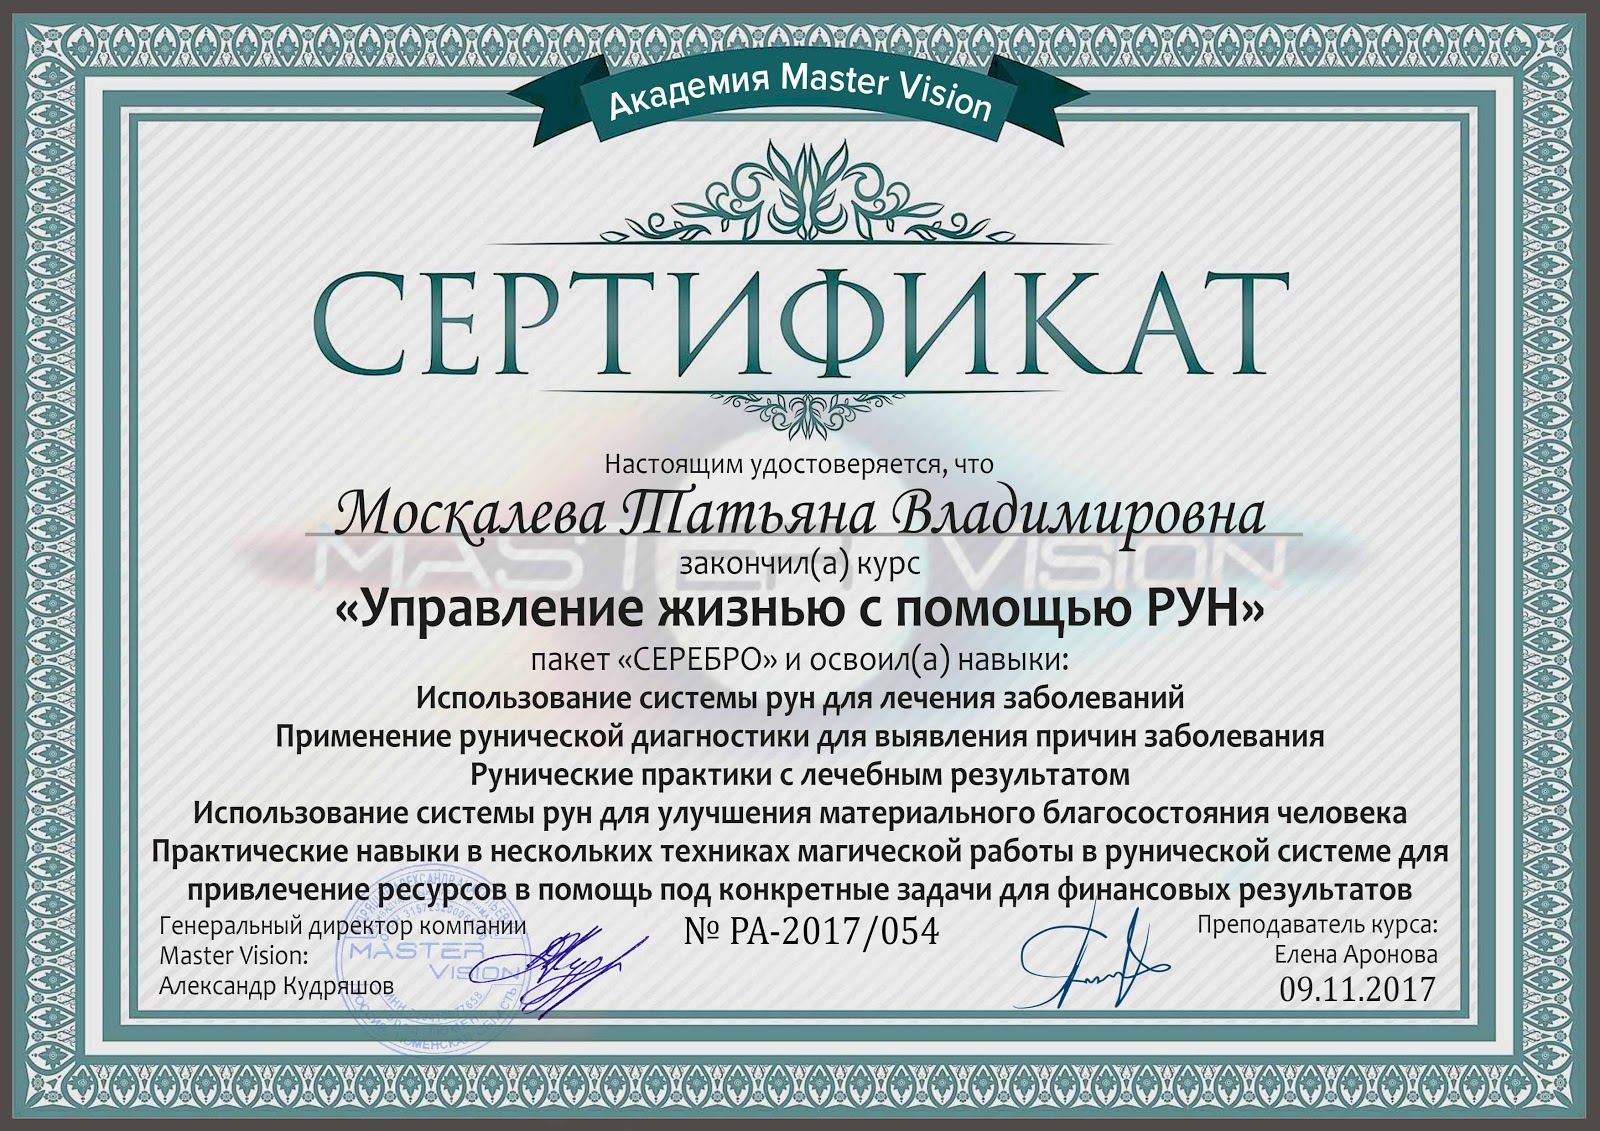 Академия Master Vision
СЕРТИФИКАТ
Настоящим удостоверяется, что
Москалева Татьяна Владимировна
MASTER VISION
закончил(а) курс
«Управление жизнью с помощью РУН»
пакет «СЕРЕБРО» и освоил(а) навыки:
Использование системы рун для лечения заболеваний
Применение рунической диагностики для выявления причин заболевания
Рунические практики с лечебным результатом
Использование системы рун для улучшения материального благосостояния человека
Практические навыки в нескольких техниках магической работы в рунической системе для
привлечение ресурсов в помощь под конкретные задачи для финансовых результатов
Генеральный директор компании
Master Vision:
Александр Кудряшов
MASTER
VISION
№ РА-2017/054
Преподаватель курса:
Елена Аронова
09.11.2017